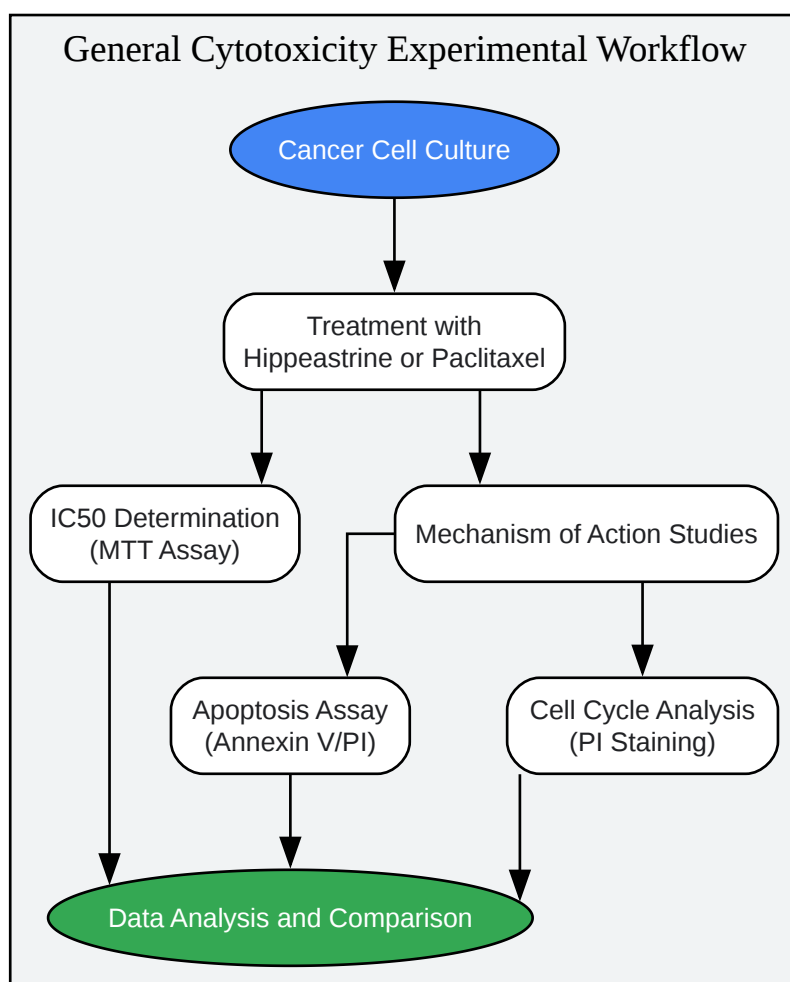 General Cytotoxicity Experimental Workflow
Cancer Cell Culture
Treatment with
Hippeastrine or Paclitaxel
IC50 Determination
(MTT Assay)
Mechanism of Action Studies
Apoptosis Assay
(Annexin V/PI)
Cell Cycle Analysis
(PI Staining)
Data Analysis and Comparison